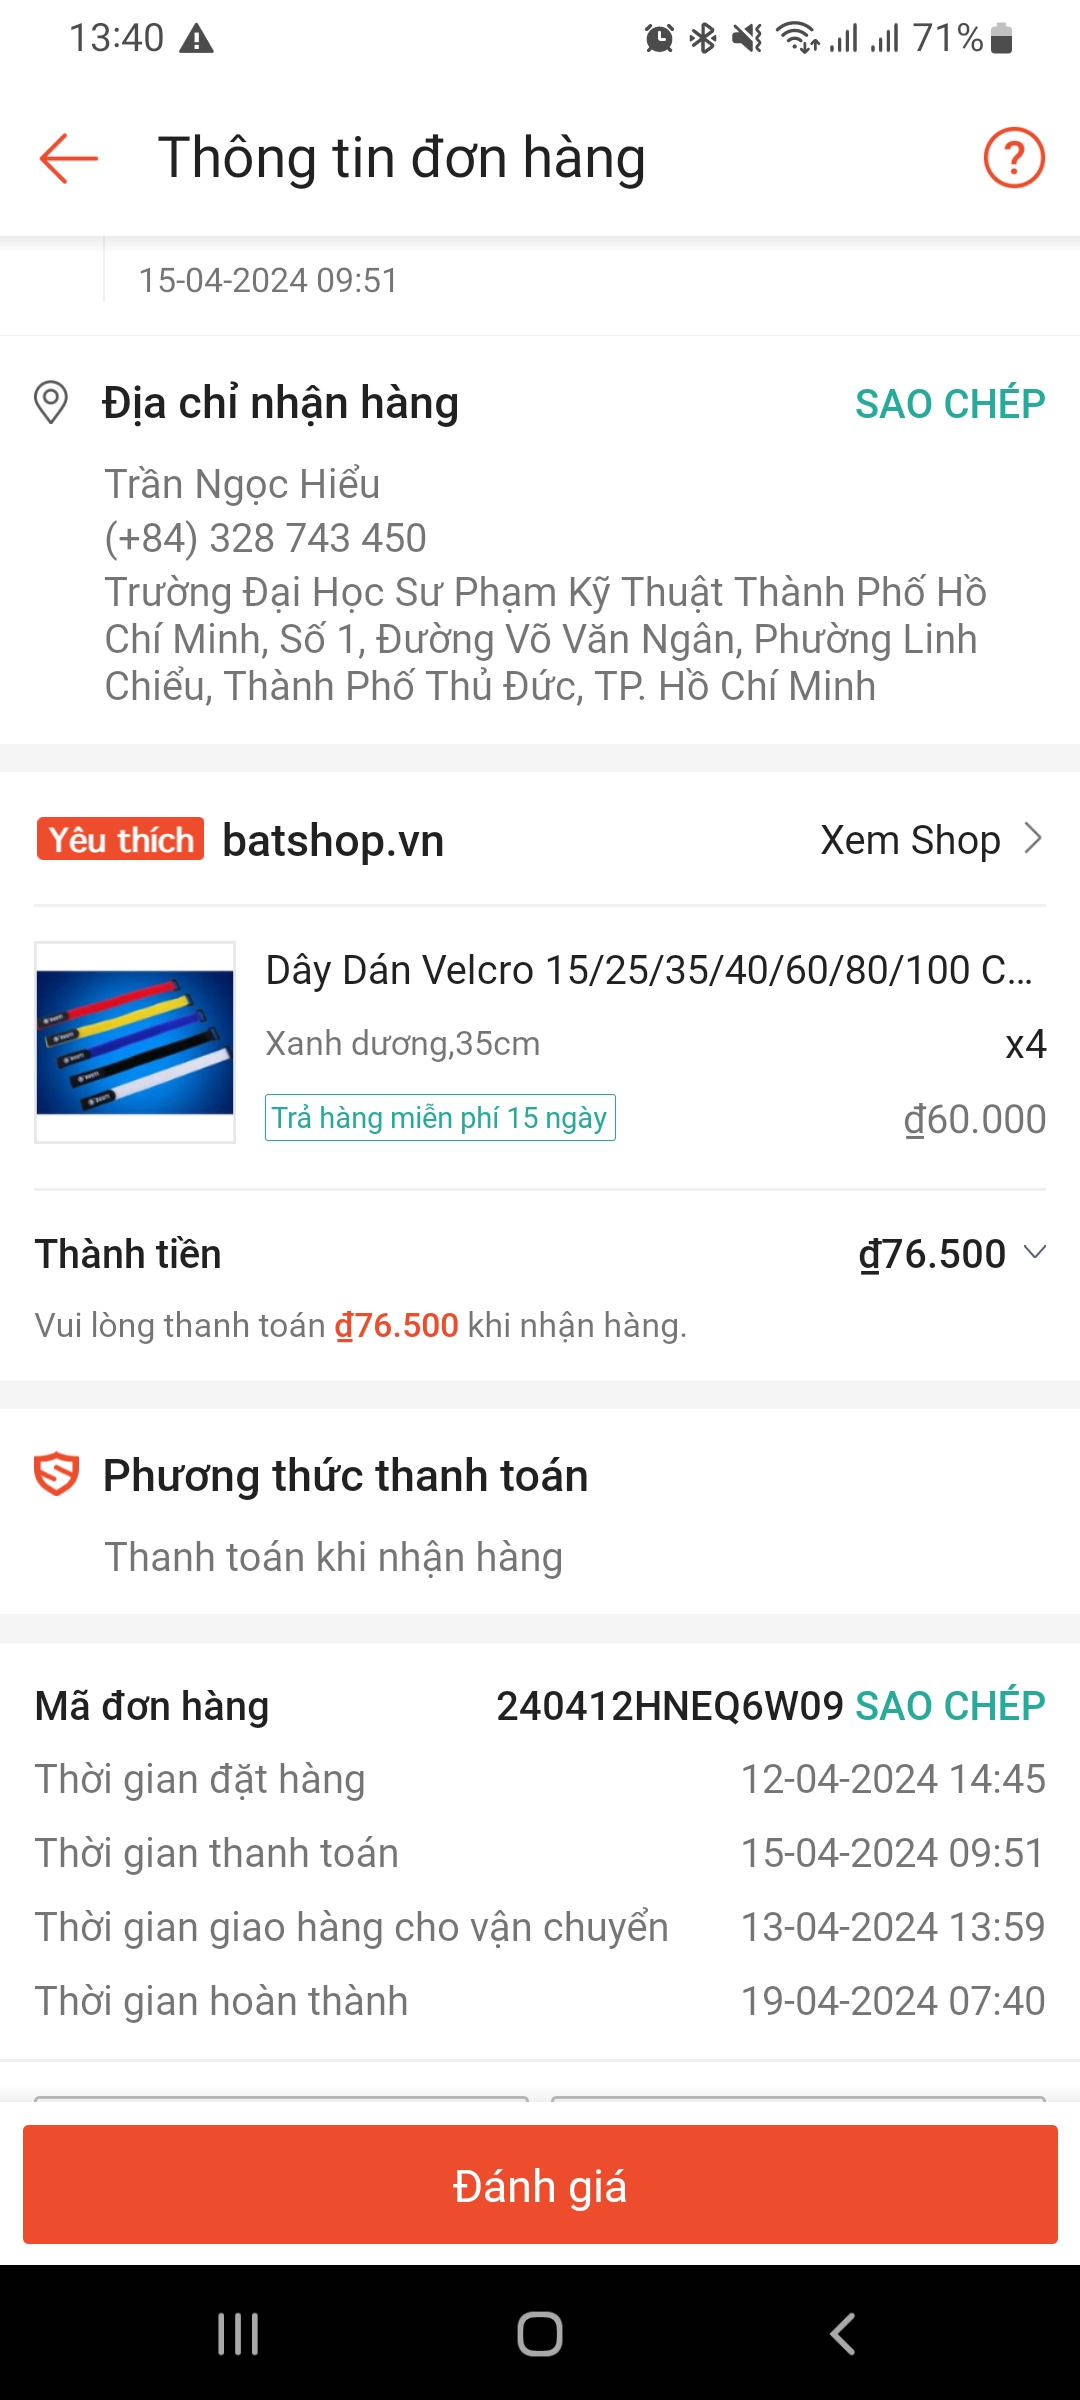 13:40
71%
Thông tin đơn hàng
?
15-04-2024 09:51
Địa chỉ nhận hàng
SAO CHÉP
Trần Ngọc Hiểu
(+84) 328 743 450
Trường Đại Học Sư Phạm Kỹ Thuật Thành Phố Hồ
Chí Minh, Số 1, Đường Võ Văn Ngân, Phường Linh
Chiểu, Thành Phố Thủ Đức, TP. Hồ Chí Minh
Yêu thích batshop.vn
Xem Shop
Dây Dán Velcro 15/25/35/40/60/80/100 C...
Xanh dương,35cm
x4
Trả hàng miễn phí 15 ngày
₫60.000
Thành tiền
₫76.500
Vui lòng thanh toán ₫76.500 khi nhận hàng.
Phương thức thanh toán
Thanh toán khi nhận hàng
Mã đơn hàng
240412HNEQ6W09 SAO CHÉP
Thời gian đặt hàng
12-04-2024 14:45
Thời gian thanh toán
15-04-2024 09:51
Thời gian giao hàng cho vận chuyển
13-04-2024 13:59
Thời gian hoàn thành
19-04-2024 07:40
Đánh giá